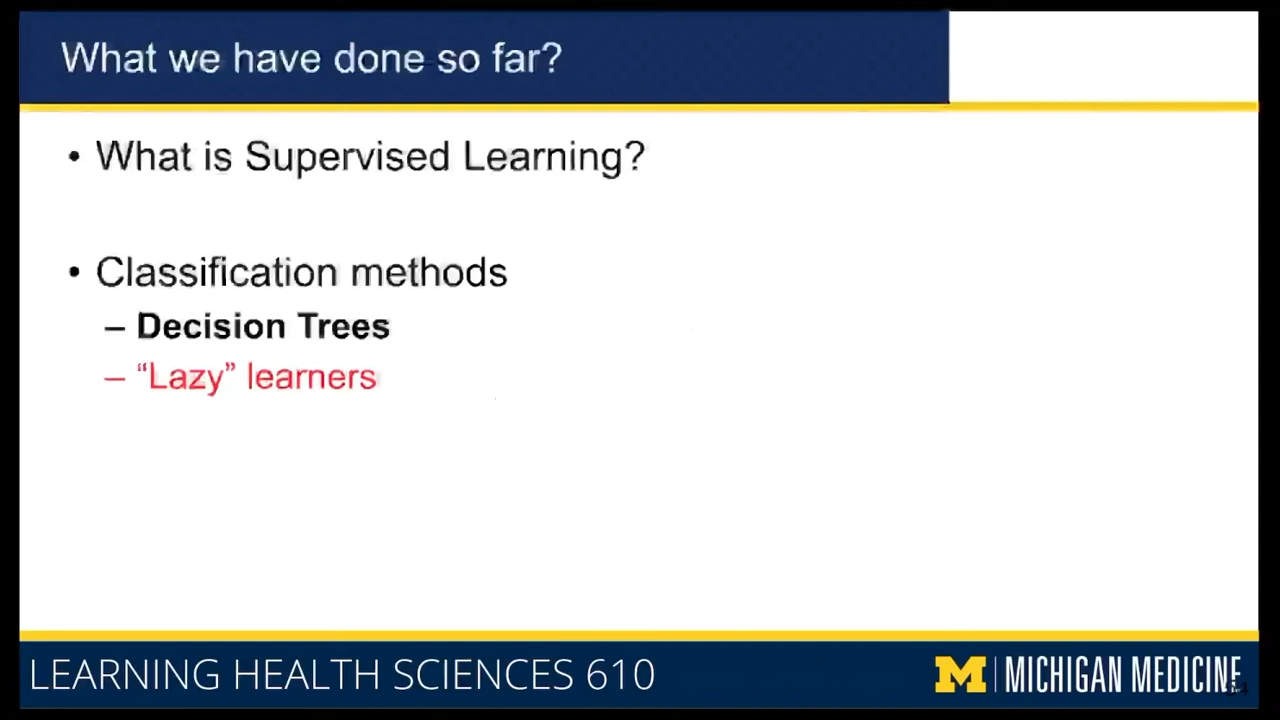 What we have done so far?
• What is Supervised Learning?
• Classification methods
– Decision Trees
– “Lazy” learners
LEARNING HEALTH SCIENCES 610
M | MICHIGAN MEDICINE